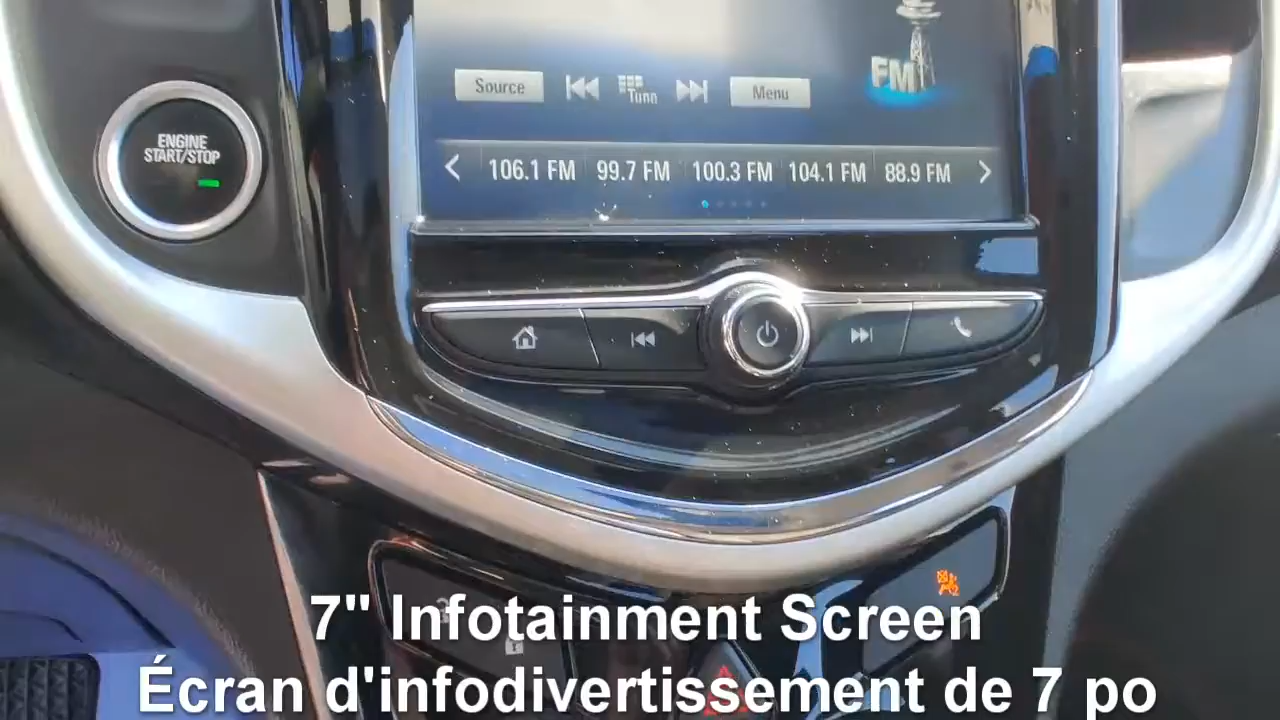 FM
Source
Tune
Menu
ENGINE
START/STOP
106.1 FM 99.7 FM 100.3 FM 104.1 FM 88.9 FM
7" Infotainment Screen
Écran d'infodivertissement de 7 po